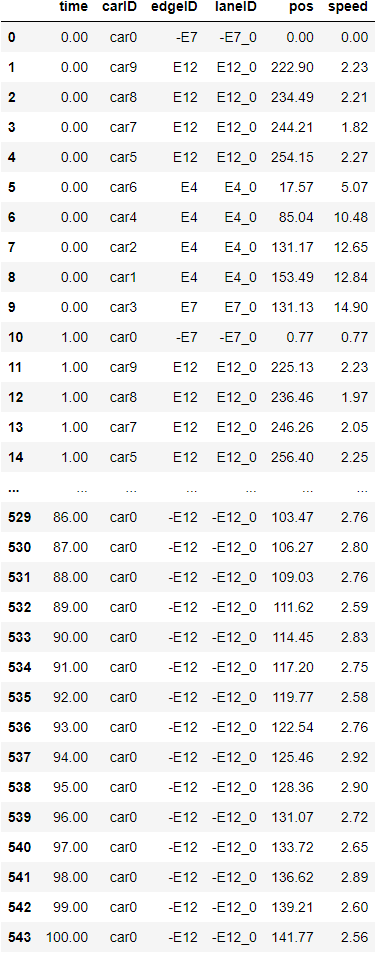 time carID edgeID laneID pos speed
0 0.00 car0 -E7 -E7_0 0.00 0.00
1 0.00 car9 E12 E12_0 222.90 2.23
2 0.00 car8 E12 E12_0 234.49 2.21
3 0.00 car7 E12 E12_0 244.21 1.82
4 0.00 car5 E12 E12_0 254.15 2.27
5 0.00 car6 E4 E4_0 17.57 5.07
6 0.00 car4 E4 E4_0 85.04 10.48
7 0.00 car2 E4 E4_0 131.17 12.65
8 0.00 car1 E4 E4_0 153.49 12.84
9 0.00 car3 E7 E7_0 131.13 14.90
10 1.00 car0 -E7 -E7_0 0.77 0.77
11 1.00 car9 E12 E12_0 225.13 2.23
12 1.00 car8 E12 E12_0 236.46 1.97
13 1.00 car7 E12 E12_0 246.26 2.05
14 1.00 car5 E12 E12_0 256.40 2.25
... ... ... ... ... ... ...
529 86.00 car0 -E12 -E12_0 103.47 2.76
530 87.00 car0 -E12 -E12_0 106.27 2.80
531 88.00 car0 -E12 -E12_0 109.03 2.76
532 89.00 car0 -E12 -E12_0 111.62 2.59
533 90.00 car0 -E12 -E12_0 114.45 2.83
534 91.00 car0 -E12 -E12_0 117.20 2.75
535 92.00 car0 -E12 -E12_0 119.77 2.58
536 93.00 car0 -E12 -E12_0 122.54 2.76
537 94.00 car0 -E12 -E12_0 125.46 2.92
538 95.00 car0 -E12 -E12_0 128.36 2.90
539 96.00 car0 -E12 -E12_0 131.07 2.72
540 97.00 car0 -E12 -E12_0 133.72 2.65
541 98.00 car0 -E12 -E12_0 136.62 2.89
542 99.00 car0 -E12 -E12_0 139.21 2.60
543 100.00 car0 -E12 -E12_0 141.77 2.56